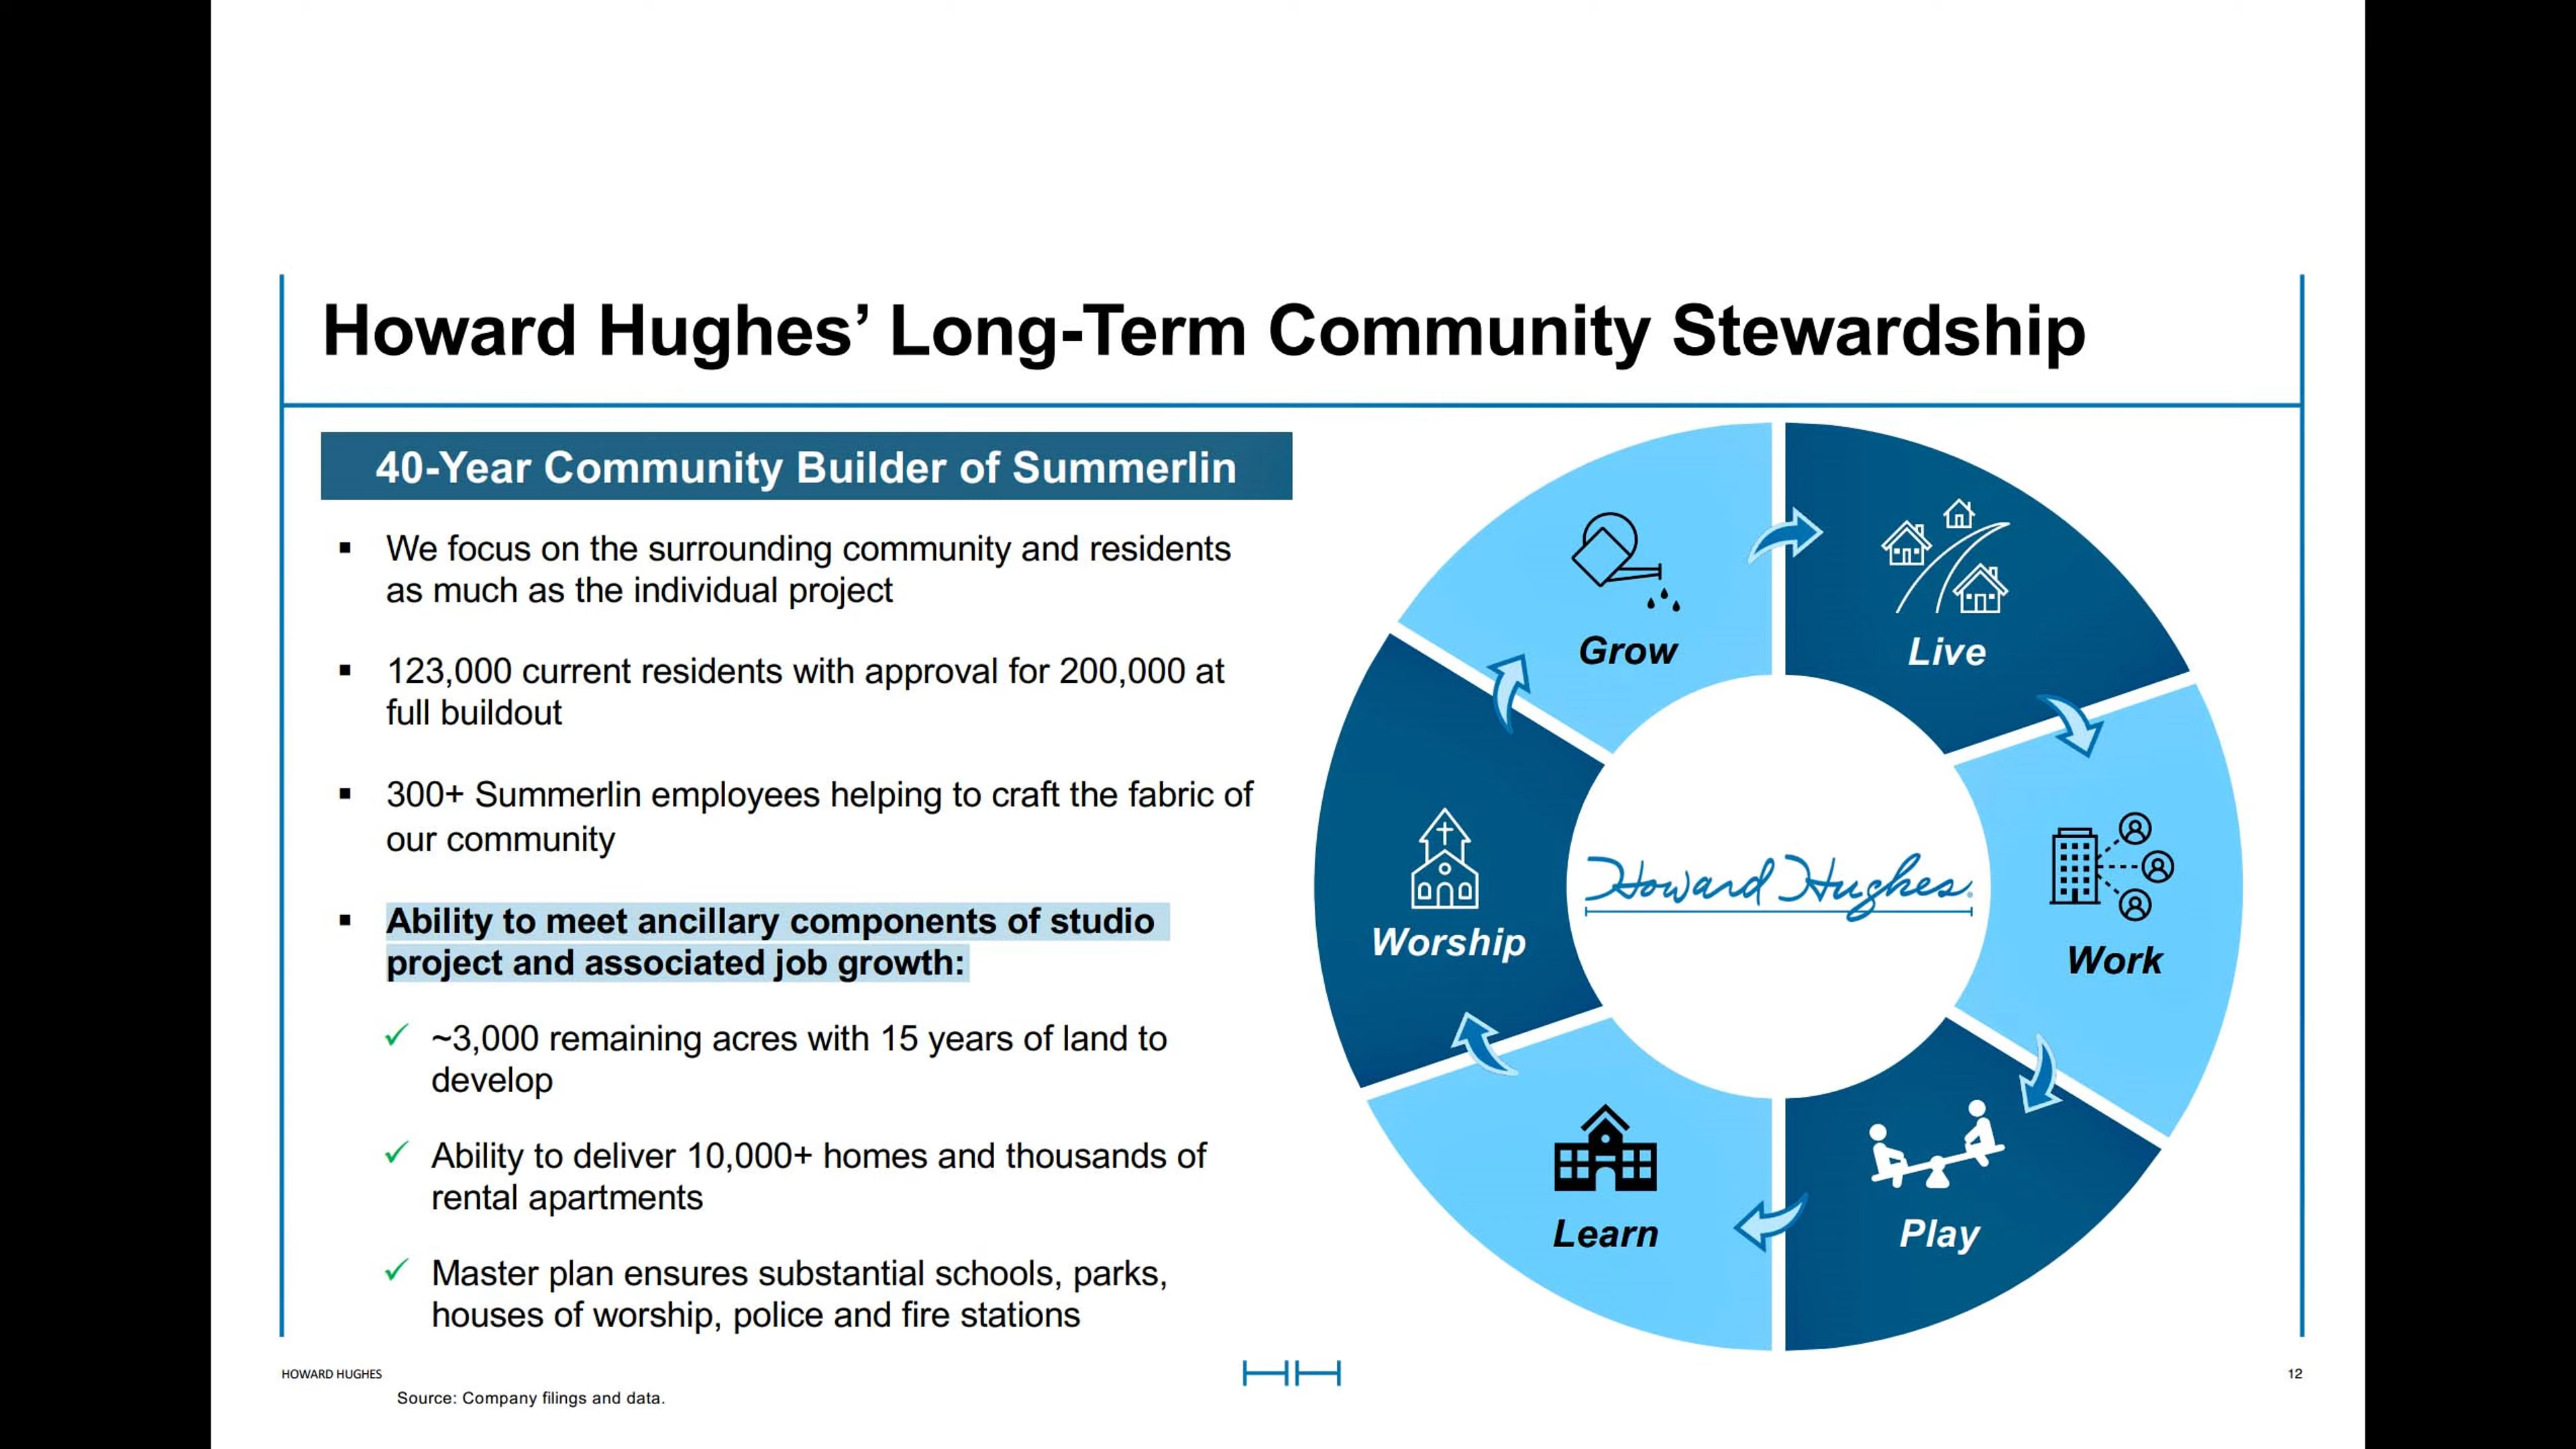 Howard Hughes’ Long-Term Community Stewardship
40-Year Community Builder of Summerlin
▪ We focus on the surrounding community and residents
as much as the individual project
▪ 123,000 current residents with approval for 200,000 at
full buildout
▪ 300+ Summerlin employees helping to craft the fabric of
our community
▪ Ability to meet ancillary components of studio
project and associated job growth:
✓ ~3,000 remaining acres with 15 years of land to
develop
✓ Ability to deliver 10,000+ homes and thousands of
rental apartments
✓ Master plan ensures substantial schools, parks,
houses of worship, police and fire stations
Grow
Live
Worship
Howard Hughes®
Work
Learn
Play
HOWARD HUGHES
HH
12
Source: Company filings and data.